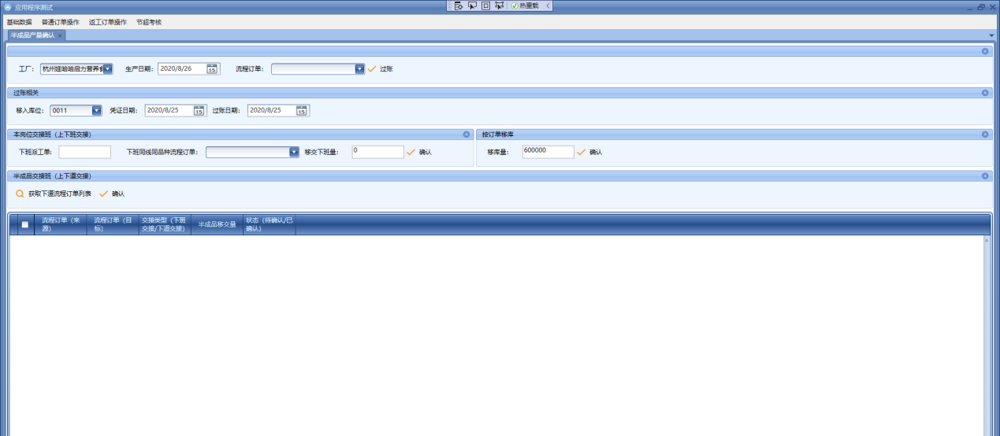 应用程序测试
热重载
基础数据 普通订单操作 返工订单操作 节超考核
半成品产量确认
工厂: 杭州娃哈哈启力营养食 生产日期: 2020/8/26 15 流程订单: 过账
过账相关
移入库位: 0011 凭证日期: 2020/8/25 15 过账日期: 2020/8/25 15
本岗位交接班（上下班交接） 按订单移库
下班派工单: 下班同线同品种流程订单: 移交下班量: 0 确认 移库量: 600000 确认
半成品交接班（上下道交接）
获取下道流程订单列表 确认
流程订单（来 流程订单（目 交接类型（下班 半成品移交量 状态（待确认/已
源） 标） 交接/下道交接） 确认）